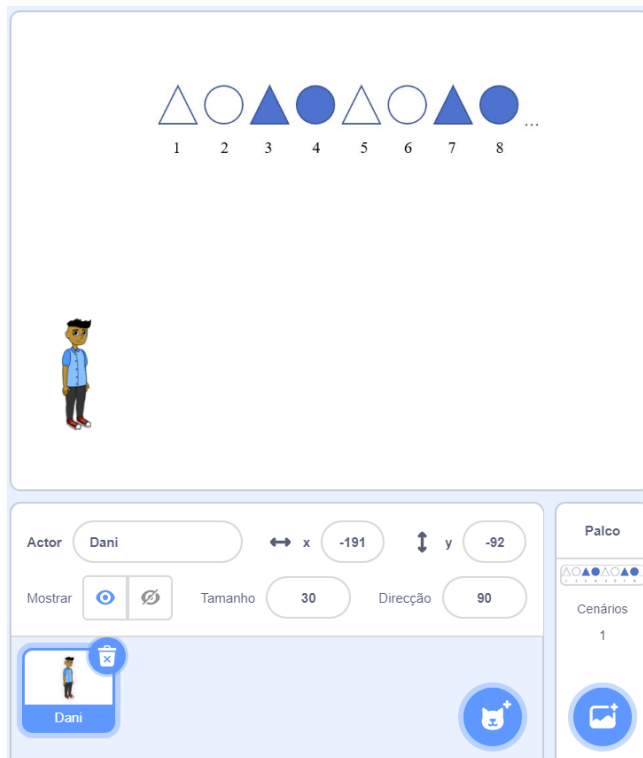 ...
1 2 3 4 5 6 7 8
Actor Dani x -191 y -92
Mostrar Tamanho 30 Direcção 90
Dani
Palco
Cenários
1